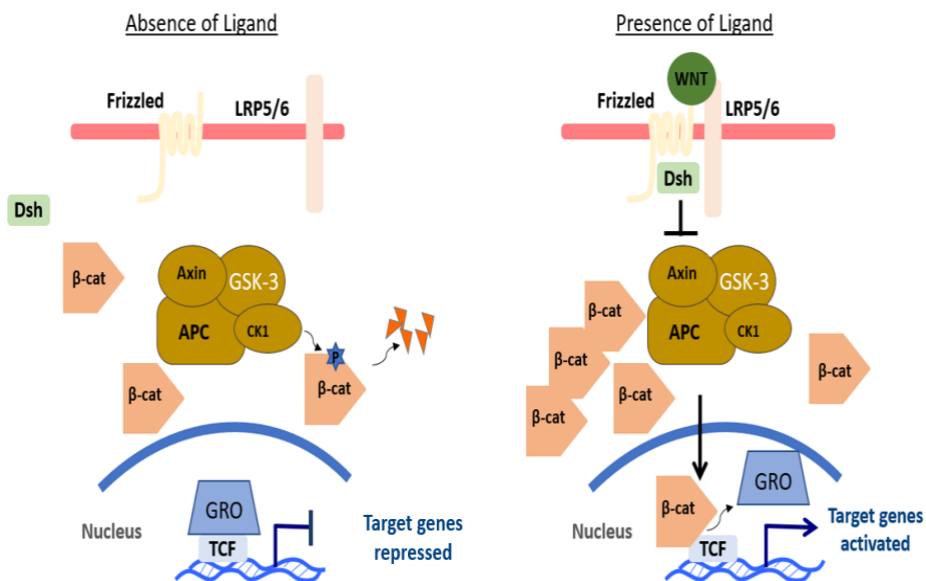 Absence of Ligand
Frizzled
LRP5/6
Dsh
β-cat
Axin
GSK-3
APC
CK1
P
β-cat
β-cat
GRO
TCF
Nucleus
Target genes
repressed
Presence of Ligand
WNT
Frizzled
LRP5/6
Dsh
Axin
GSK-3
APC
CK1
β-cat
β-cat
β-cat
β-cat
β-cat
GRO
β-cat
TCF
Nucleus
Target genes
activated